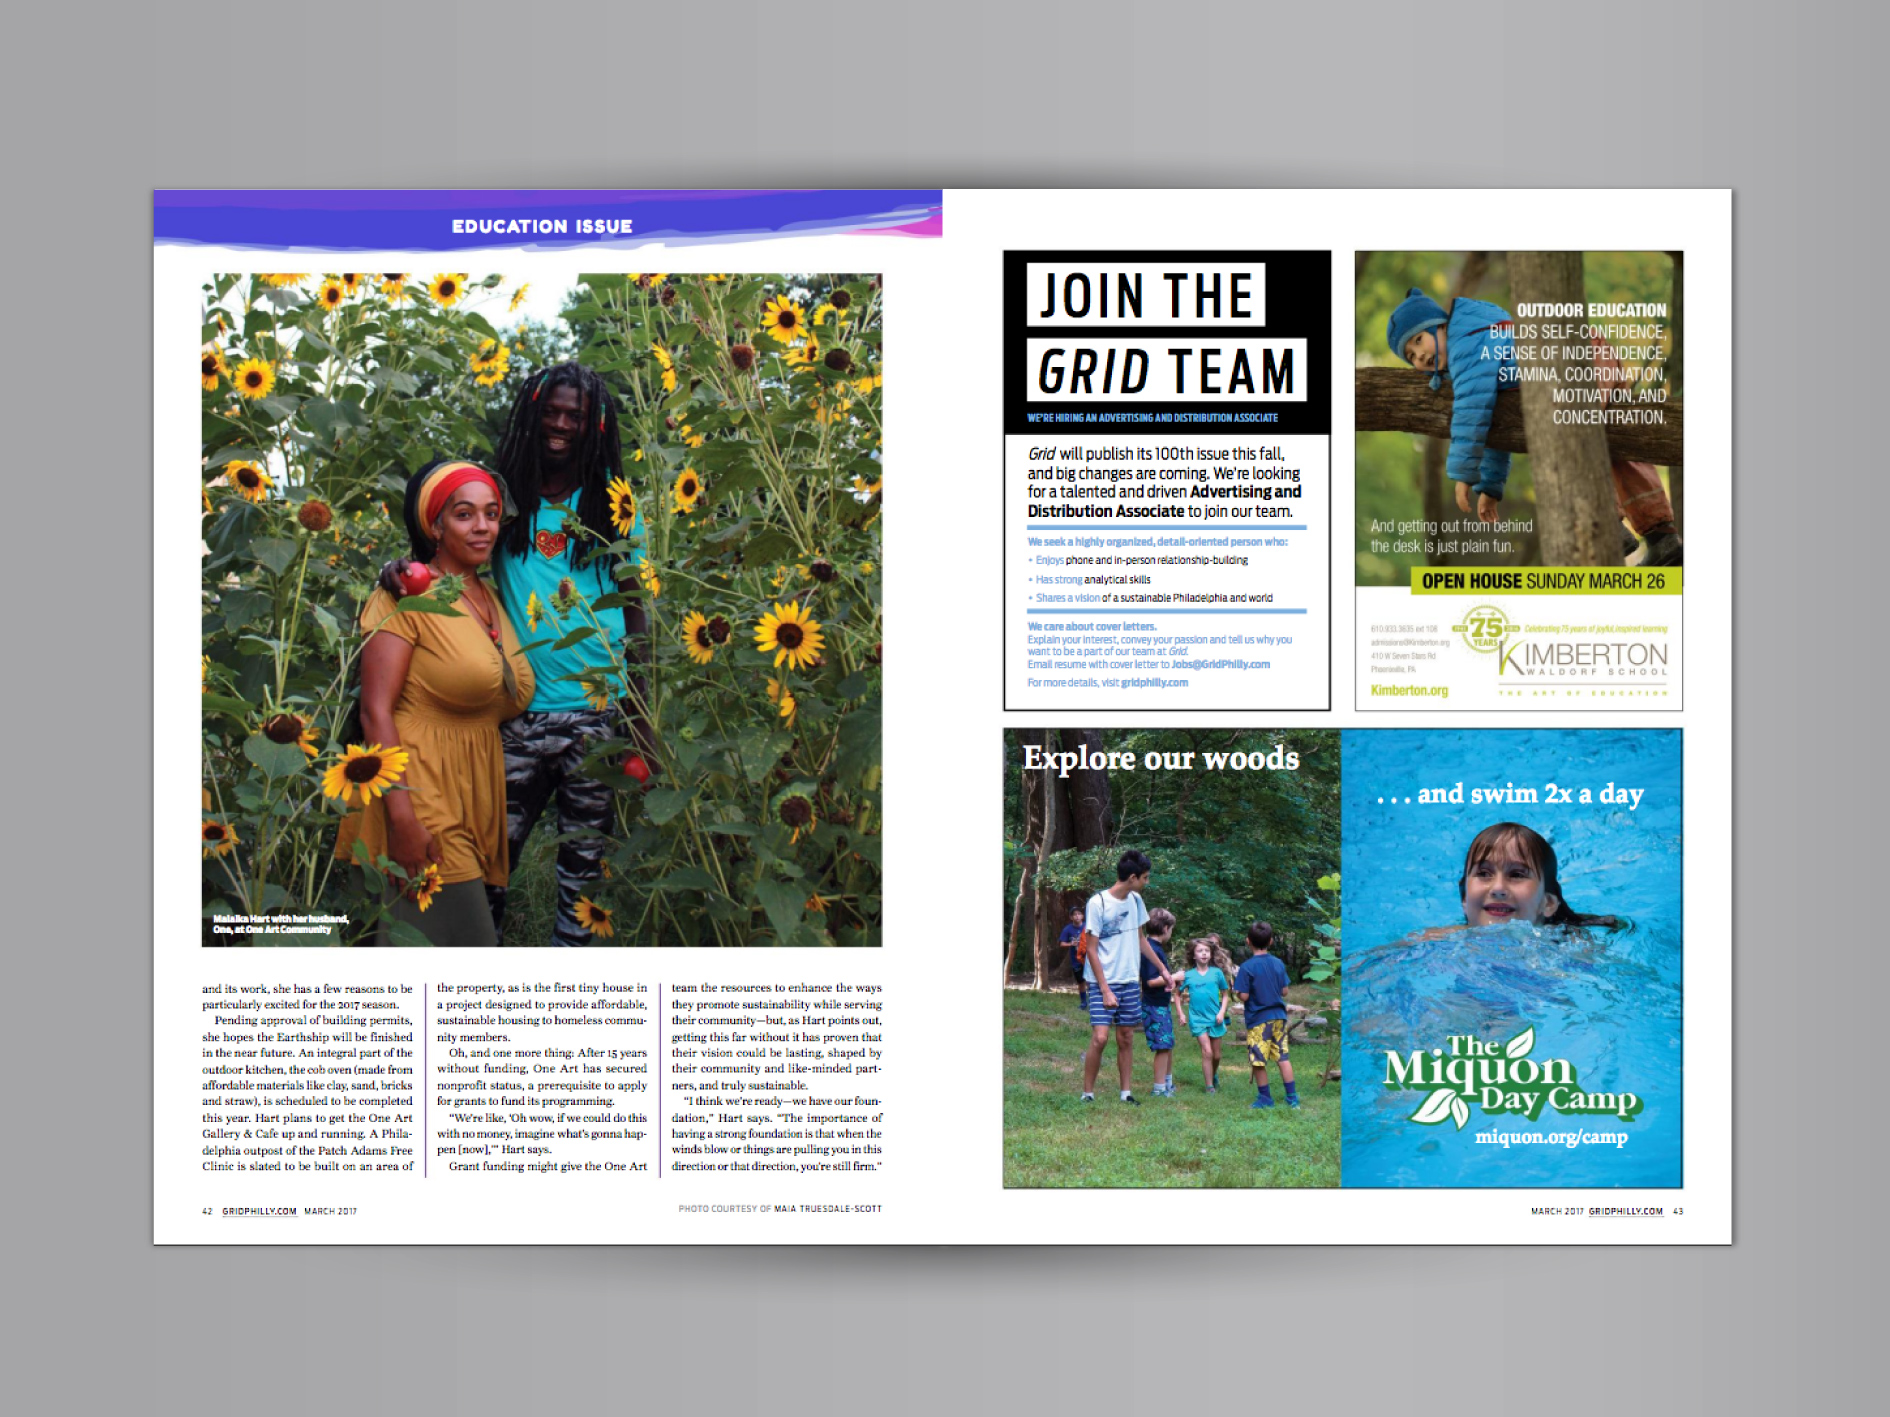 EDUCATION ISSUE
Malaika Hart with her husband,
One, at One Art Community
and its work, she has a few reasons to be
particularly excited for the 2017 season.
Pending approval of building permits,
she hopes the Earthship will be finished
in the near future. An integral part of the
outdoor kitchen, the cob oven (made from
affordable materials like clay, sand, bricks
and straw), is scheduled to be completed
this year. Hart plans to get the One Art
Gallery & Cafe up and running. A Phila-
delphia outpost of the Patch Adams Free
Clinic is slated to be built on an area of
the property, as is the first tiny house in
a project designed to provide affordable,
sustainable housing to homeless commu-
nity members.
Oh, and one more thing: After 15 years
without funding, One Art has secured
nonprofit status, a prerequisite to apply
for grants to fund its programming.
“We're like, ‘Oh wow, if we could do this
with no money, imagine what's gonna hap-
pen [now],’” Hart says.
Grant funding might give the One Art
team the resources to enhance the ways
they promote sustainability while serving
their community—but, as Hart points out,
getting this far without it has proven that
their vision could be lasting, shaped by
their community and like-minded part-
ners, and truly sustainable.
“I think we're ready—we have our foun-
dation,” Hart says. “The importance of
having a strong foundation is that when the
winds blow or things are pulling you in this
direction or that direction, you're still firm.”
42 GRIDPHILLY.COM MARCH 2017
PHOTO COURTESY OF MAIA TRUESDALE-SCOTT
JOIN THE
GRID TEAM
WE'RE HIRING AN ADVERTISING AND DISTRIBUTION ASSOCIATE
Grid will publish its 100th issue this fall,
and big changes are coming. We're looking
for a talented and driven Advertising and
Distribution Associate to join our team.
We seek a highly organized, detail-oriented person who:
• Enjoys phone and in-person relationship-building
• Has strong analytical skills
• Shares a vision of a sustainable Philadelphia and world
We care about cover letters.
Explain your interest, convey your passion and tell us why you
want to be a part of our team at Grid.
Email resume with cover letter to Jobs@GridPhilly.com
For more details, visit gridphilly.com
OUTDOOR EDUCATION
BUILDS SELF-CONFIDENCE,
A SENSE OF INDEPENDENCE,
STAMINA, COORDINATION,
MOTIVATION, AND
CONCENTRATION.
And getting out from behind
the desk is just plain fun.
OPEN HOUSE SUNDAY MARCH 26
610.933.3635 ext 108
admissions@Kimberton.org
410 W Seven Stars Rd
Phoenixville, PA
Kimberton.org
75
YEARS
Celebrating 75 years of joyful, inspired learning
KIMBERTON
WALDORF SCHOOL
THE ART OF EDUCATION
Explore our woods
. . . and swim 2x a day
The
Miquon
Day Camp
miquon.org/camp
MARCH 2017 GRIDPHILLY.COM 43